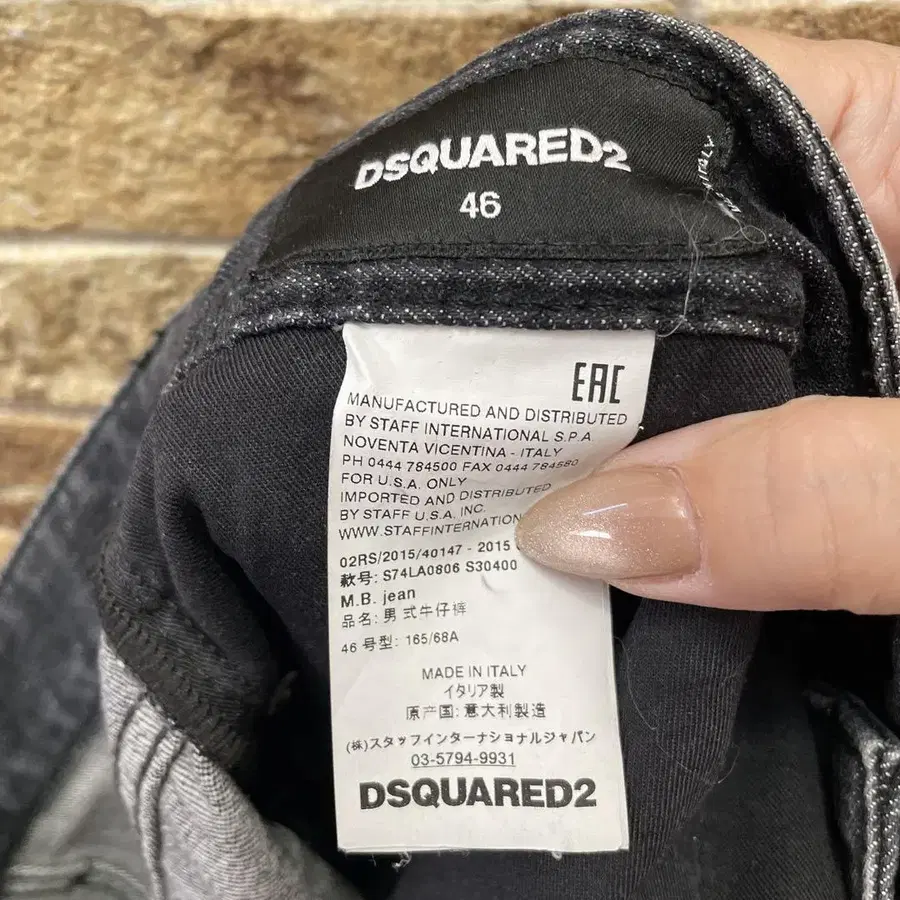 DSQUARED2
46
ITALY
EAC
MANUFACTURED AND DISTRIBUTED
BY STAFF INTERNATIONAL S.P.A.
NOVENTA VICENTINA - ITALY
PH 0444 784500 FAX 0444 784580
FOR U.S.A. ONLY
IMPORTED AND DISTRIBUTED
BY STAFF U.S.A. INC.
WWW.STAFFINTERNATION
02RS/2015/40147 - 2015
款号: S74LA0806 S30400
M.B. jean
品名: 男式牛仔裤
46 号型: 165/68A
MADE IN ITALY
イタリア製
原产国: 意大利製造
(株)スタッフインターナショナルジャパン
03-5794-9931
DSQUARED2